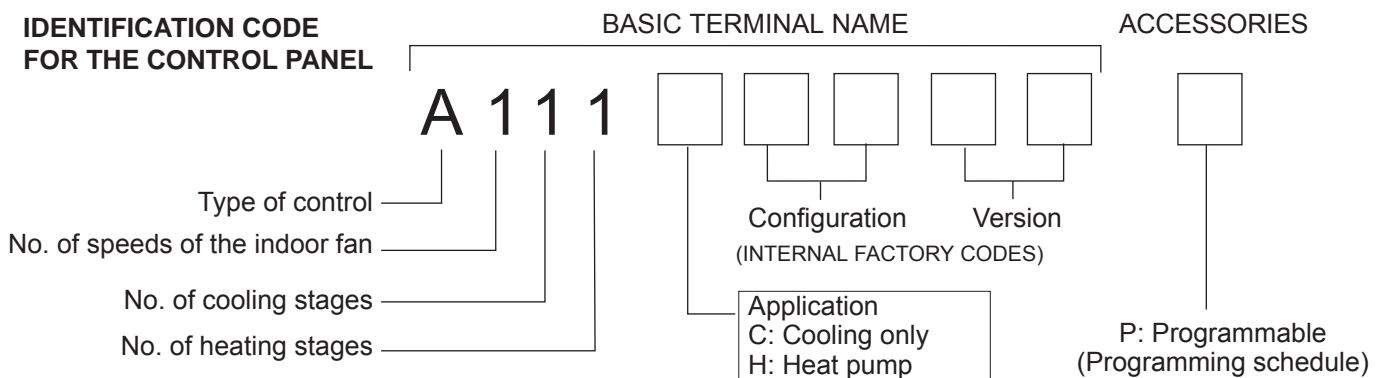 IDENTIFICATION CODE
FOR THE CONTROL PANEL
BASIC TERMINAL NAME
ACCESSORIES
A 1 1 1
Type of control
No. of speeds of the indoor fan
No. of cooling stages
No. of heating stages
Configuration
Version
(INTERNAL FACTORY CODES)
Application
C: Cooling only
H: Heat pump
P: Programmable
(Programming schedule)